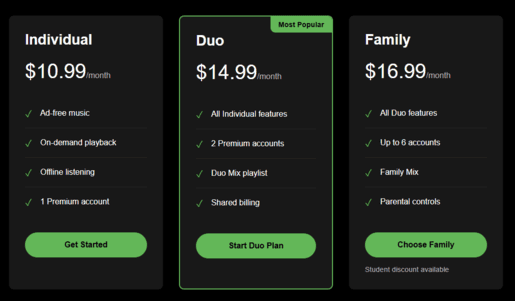 Individual
$10.99/month
Ad-free music
On-demand playback
Offline listening
1 Premium account
Get Started
Most Popular
Duo
$14.99/month
All Individual features
2 Premium accounts
Duo Mix playlist
Shared billing
Start Duo Plan
Family
$16.99/month
All Duo features
Up to 6 accounts
Family Mix
Parental controls
Choose Family
Student discount available